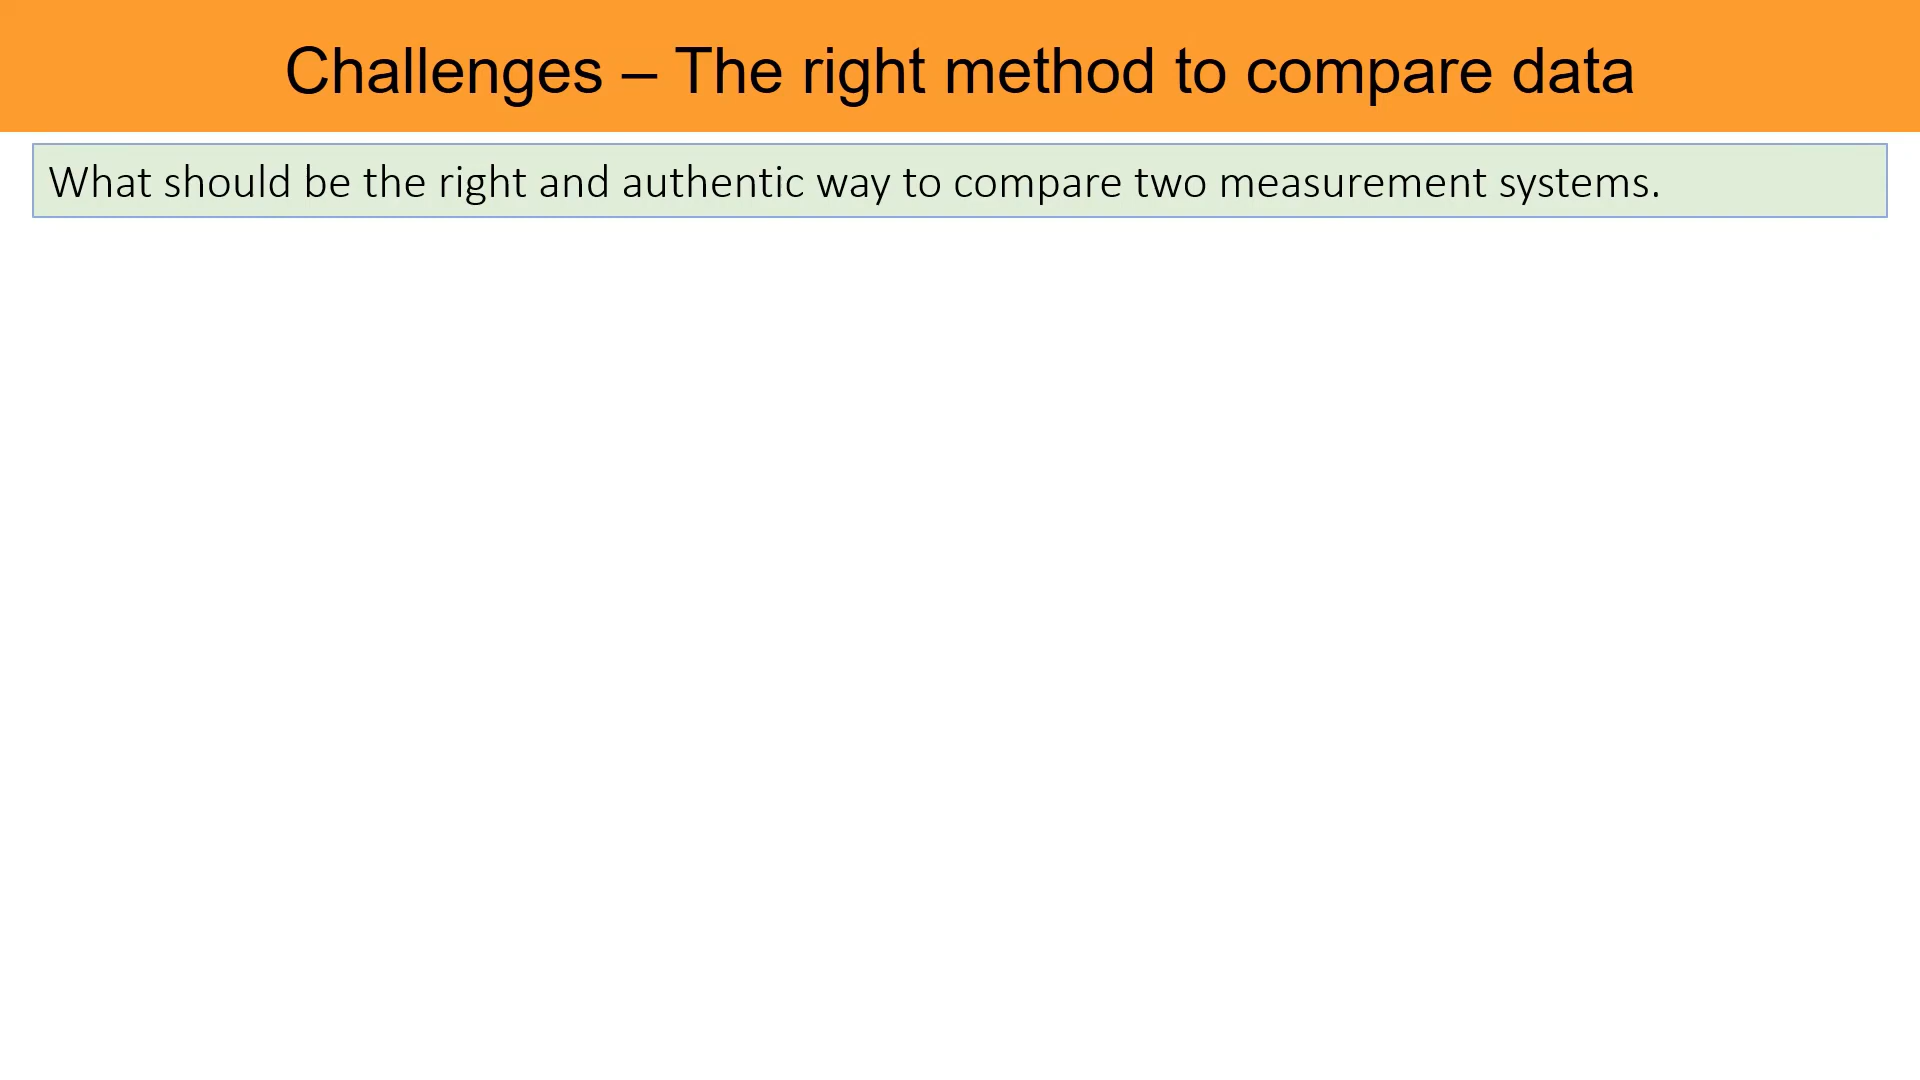 Challenges – The right method to compare data
What should be the right and authentic way to compare two measurement systems.